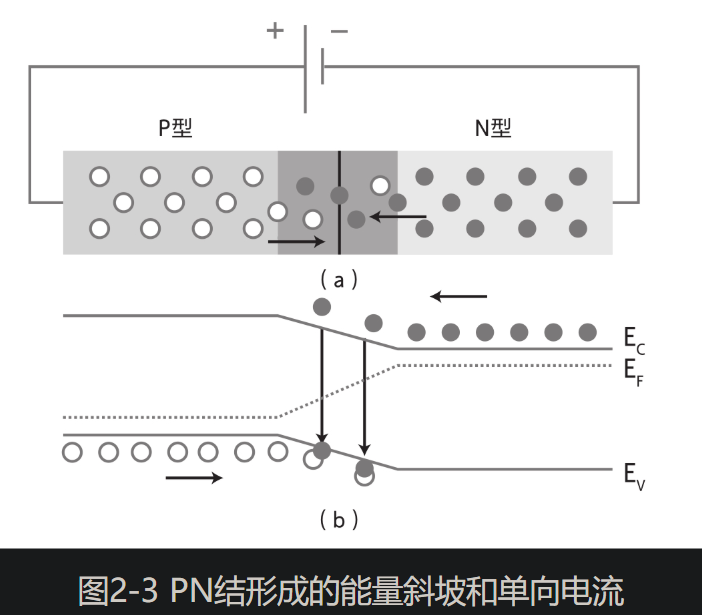 + −
P型 N型
(a)
E_C
E_F
E_V
(b)
图2-3 PN结形成的能量斜坡和单向电流